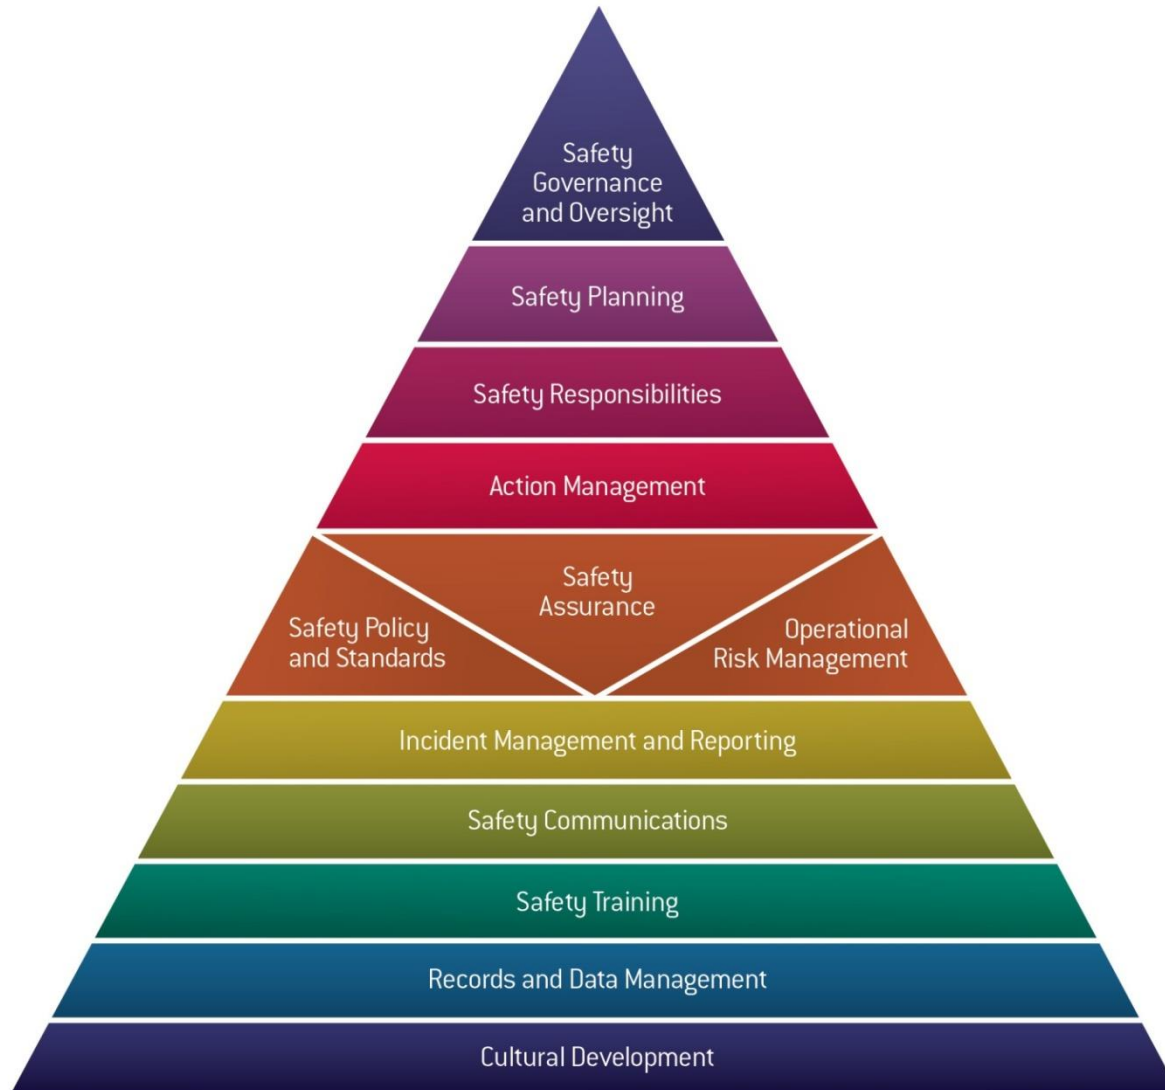 Safety
Governance
and Oversight
Safety Planning
Safety Responsibilities
Action Management
Safety
Assurance
Safety Policy
and Standards
Operational
Risk Management
Incident Management and Reporting
Safety Communications
Safety Training
Records and Data Management
Cultural Development